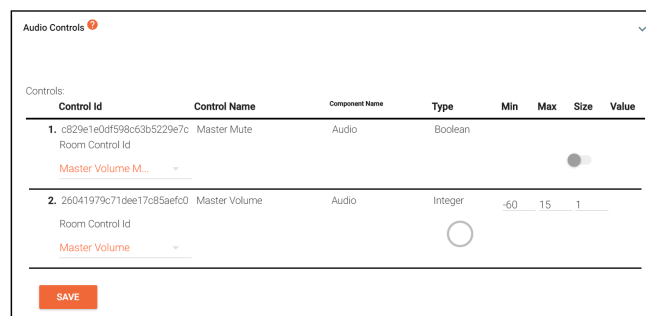 Audio Controls ?
Controls:
Control Id Control Name Component Name Type Min Max Size Value
1. c829e1e0df598c63b5229e7c Master Mute Audio Boolean
Room Control Id
Master Volume M...
2. 26041979c71dee17c85aefc0 Master Volume Audio Integer -60 15 1
Room Control Id
Master Volume
SAVE